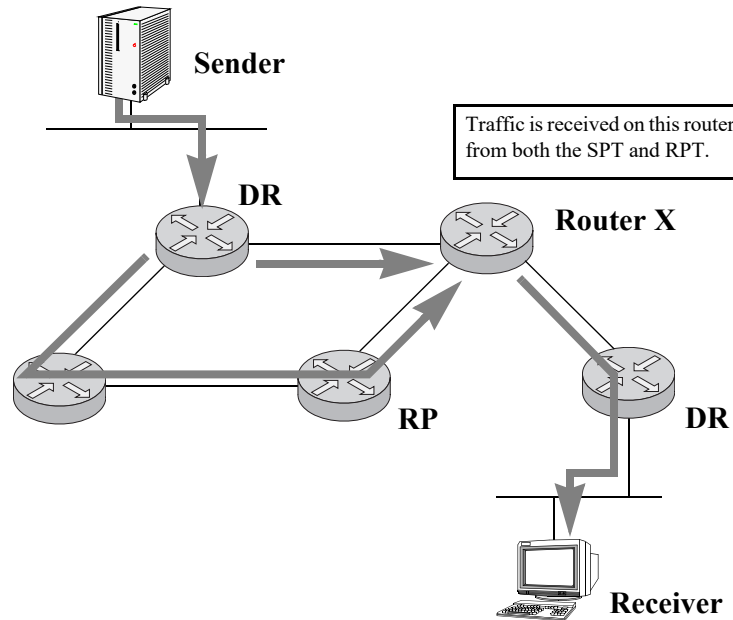 Sender
Traffic is received on this router
from both the SPT and RPT.
DR
Router X
RP
DR
Receiver